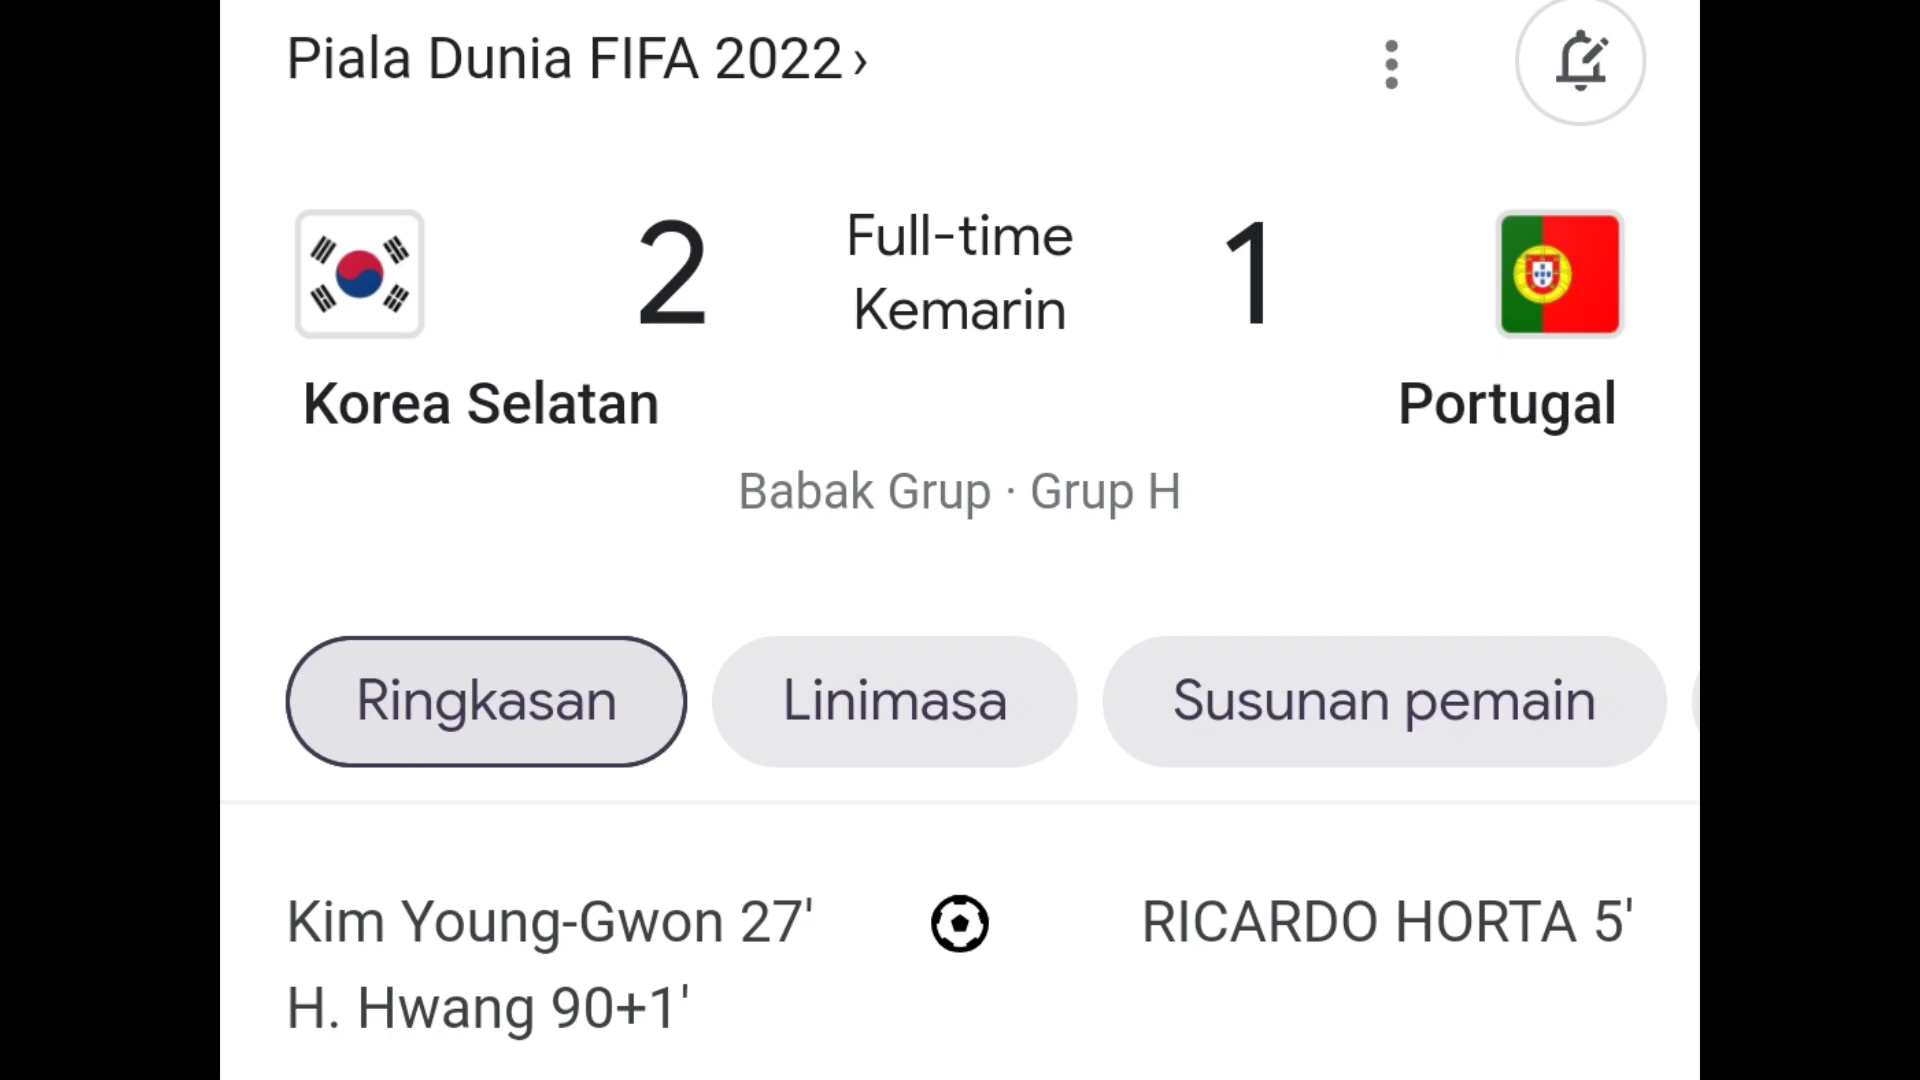 Piala Dunia FIFA 2022 ›
2 Full-time 1
Kemarin
Korea Selatan Portugal
Babak Grup · Grup H
Ringkasan Linimasa Susunan pemain
Kim Young-Gwon 27' RICARDO HORTA 5'
H. Hwang 90+1'